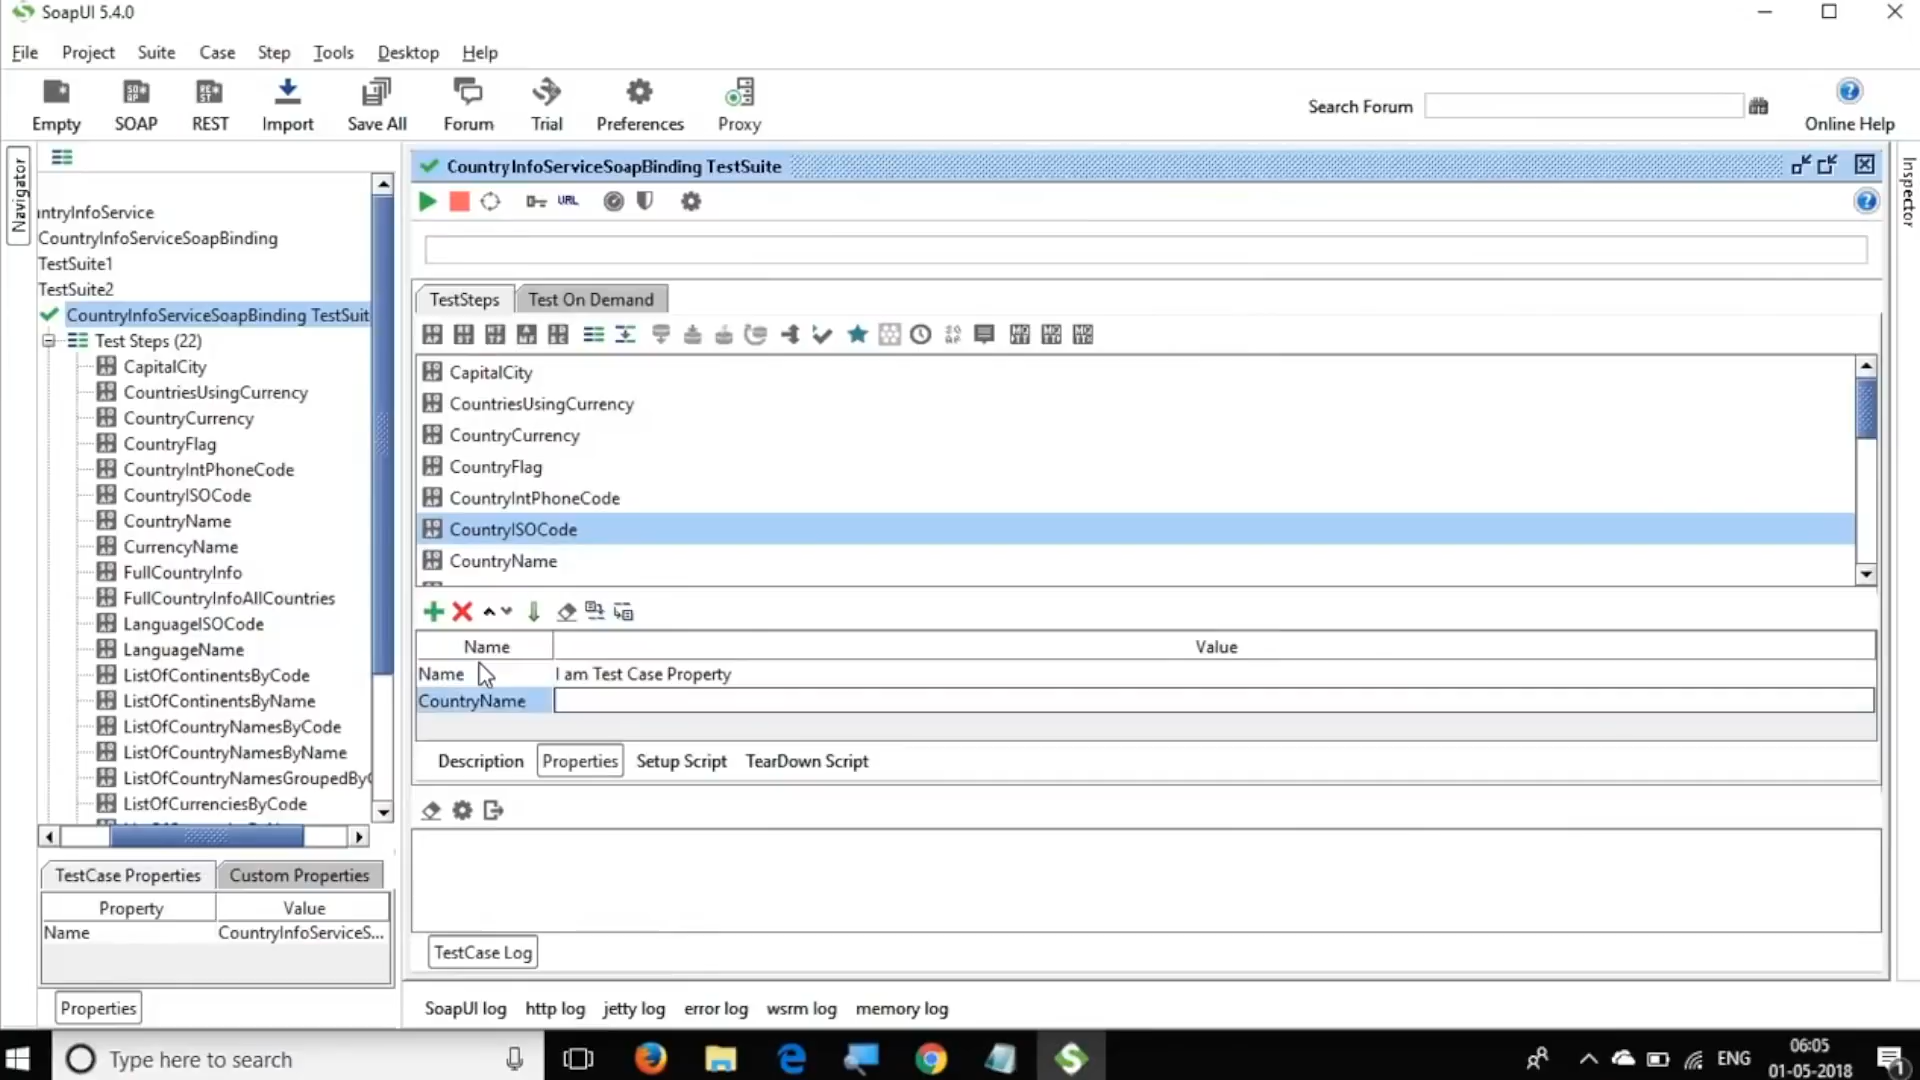 SoapUI 5.4.0
File Project Suite Case Step Tools Desktop Help
Empty SOAP REST Import Save All Forum Trial Preferences Proxy
Search Forum
Online Help
Navigator
Inspector
ntryInfoService
CountryInfoServiceSoapBinding
TestSuite1
TestSuite2
CountryInfoServiceSoapBinding TestSuit
Test Steps (22)
CapitalCity
CountriesUsingCurrency
CountryCurrency
CountryFlag
CountryIntPhoneCode
CountryISOCode
CountryName
CurrencyName
FullCountryInfo
FullCountryInfoAllCountries
LanguageISOCode
LanguageName
ListOfContinentsByCode
ListOfContinentsByName
ListOfCountryNamesByCode
ListOfCountryNamesByName
ListOfCountryNamesGroupedByC
ListOfCurrenciesByCode
TestCase Properties Custom Properties
Property Value
Name CountryInfoServiceS...
Properties
CountryInfoServiceSoapBinding TestSuite
URL
TestSteps Test On Demand
CapitalCity
CountriesUsingCurrency
CountryCurrency
CountryFlag
CountryIntPhoneCode
CountryISOCode
CountryName
Name Value
Name I am Test Case Property
CountryName
Description Properties Setup Script TearDown Script
TestCase Log
SoapUI log http log jetty log error log wsrm log memory log
Type here to search
ENG
06:05
01-05-2018
1